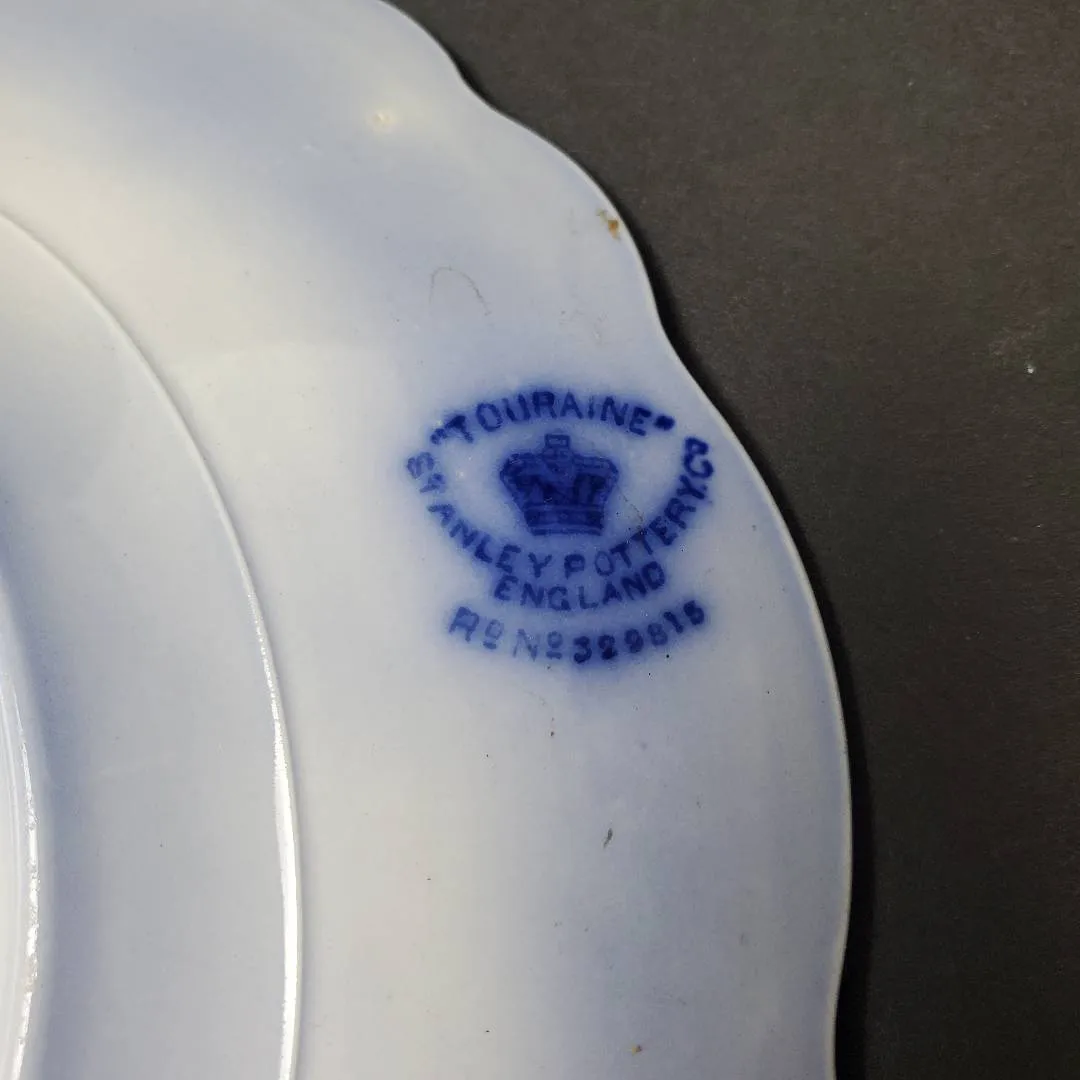 "TOURAINE"
STANLEY POTTERY. Co
ENGLAND
Rd No 329815